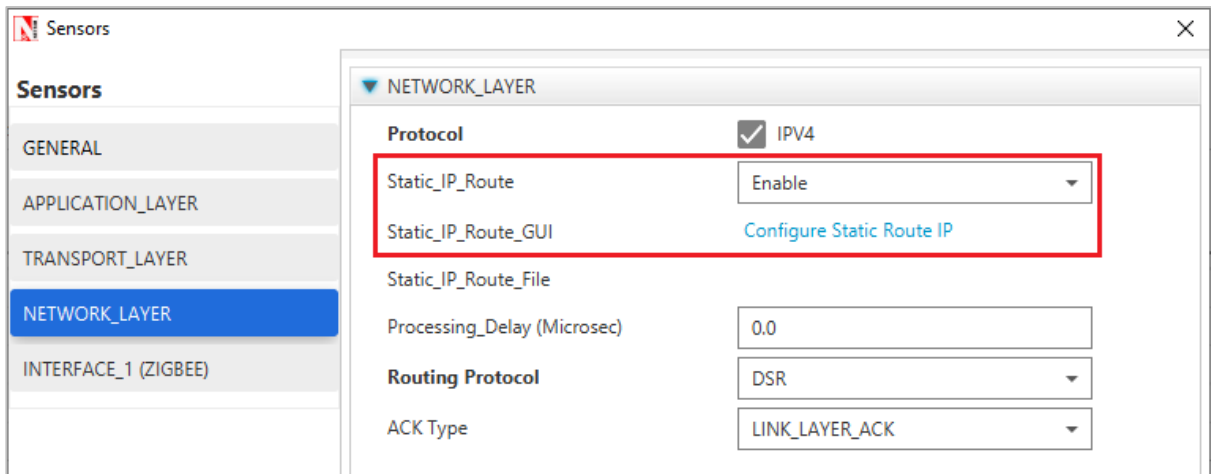 Sensors
Sensors
GENERAL
APPLICATION_LAYER
TRANSPORT_LAYER
NETWORK_LAYER
INTERFACE_1 (ZIGBEE)
NETWORK_LAYER
Protocol IPV4
Static_IP_Route Enable
Static_IP_Route_GUI Configure Static Route IP
Static_IP_Route_File
Processing_Delay (Microsec) 0.0
Routing Protocol DSR
ACK Type LINK_LAYER_ACK